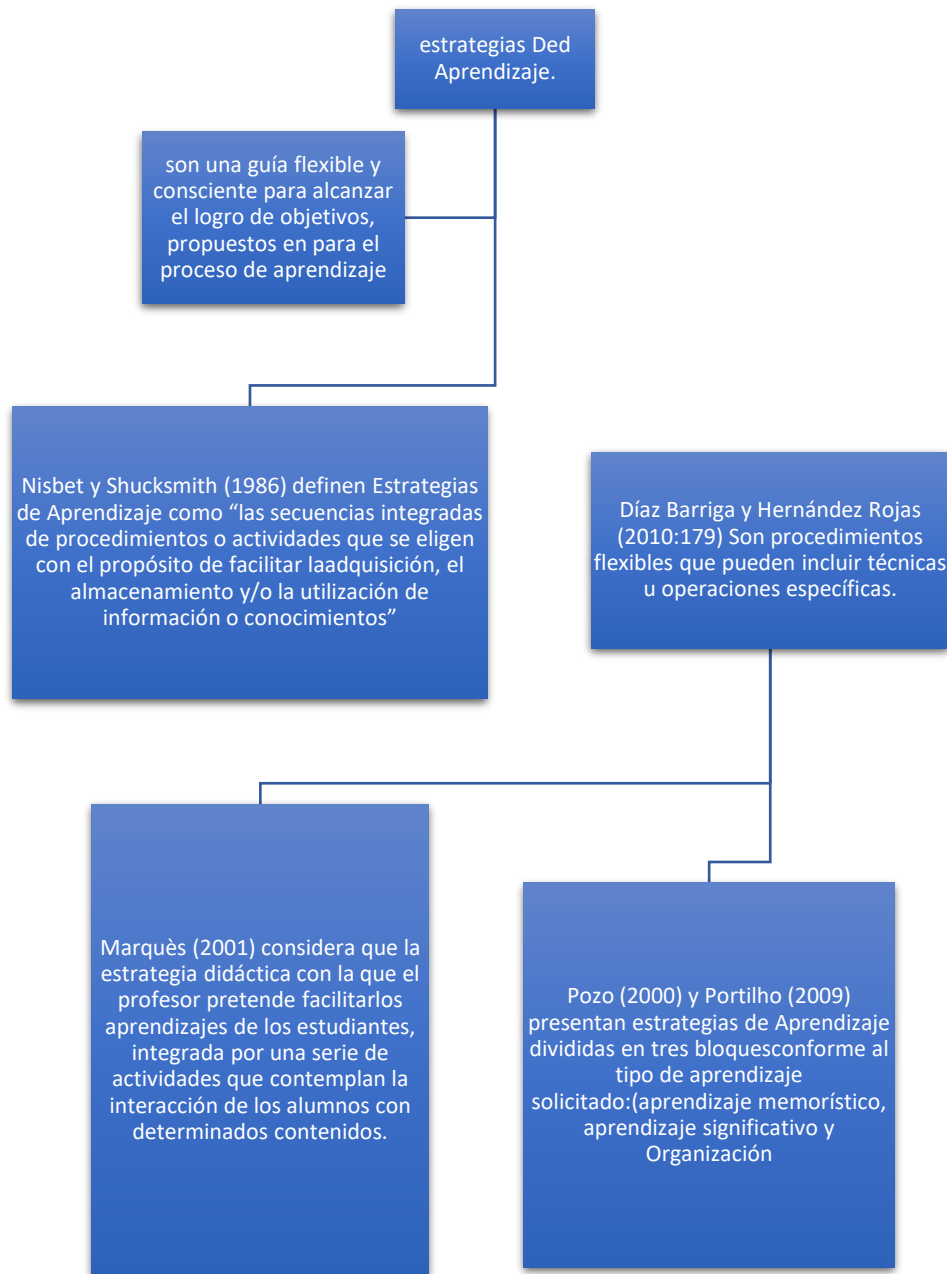 estrategias Ded
Aprendizaje.
son una guía flexible y
consciente para alcanzar
el logro de objetivos,
propuestos en para el
proceso de aprendizaje
Nisbet y Shucksmith (1986) definen Estrategias
de Aprendizaje como “las secuencias integradas
de procedimientos o actividades que se eligen
con el propósito de facilitar laadquisición, el
almacenamiento y/o la utilización de
información o conocimientos”
Díaz Barriga y Hernández Rojas
(2010:179) Son procedimientos
flexibles que pueden incluir técnicas
u operaciones específicas.
Marquès (2001) considera que la
estrategia didáctica con la que el
profesor pretende facilitarlos
aprendizajes de los estudiantes,
integrada por una serie de
actividades que contemplan la
interacción de los alumnos con
determinados contenidos.
Pozo (2000) y Portilho (2009)
presentan estrategias de Aprendizaje
divididas en tres bloquesconforme al
tipo de aprendizaje
solicitado:(aprendizaje memorístico,
aprendizaje significativo y
Organización